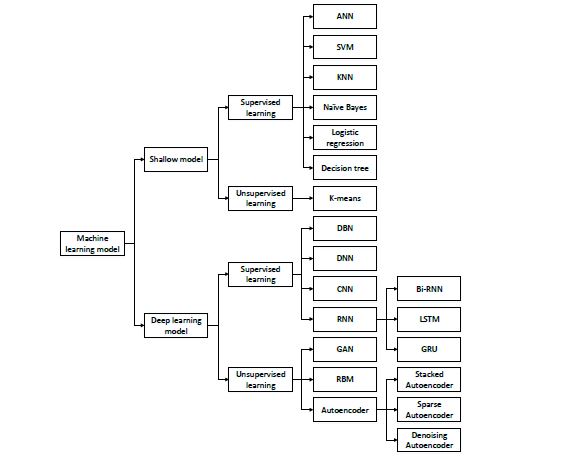 ANN
SVM
KNN
Supervised
learning
Naïve Bayes
Logistic
regression
Decision tree
Shallow model
Unsupervised
learning
K-means
Machine
learning model
DBN
DNN
Supervised
learning
CNN
Bi-RNN
RNN
LSTM
GRU
Deep learning
model
GAN
Unsupervised
learning
RBM
Autoencoder
Stacked
Autoencoder
Sparse
Autoencoder
Denoising
Autoencoder